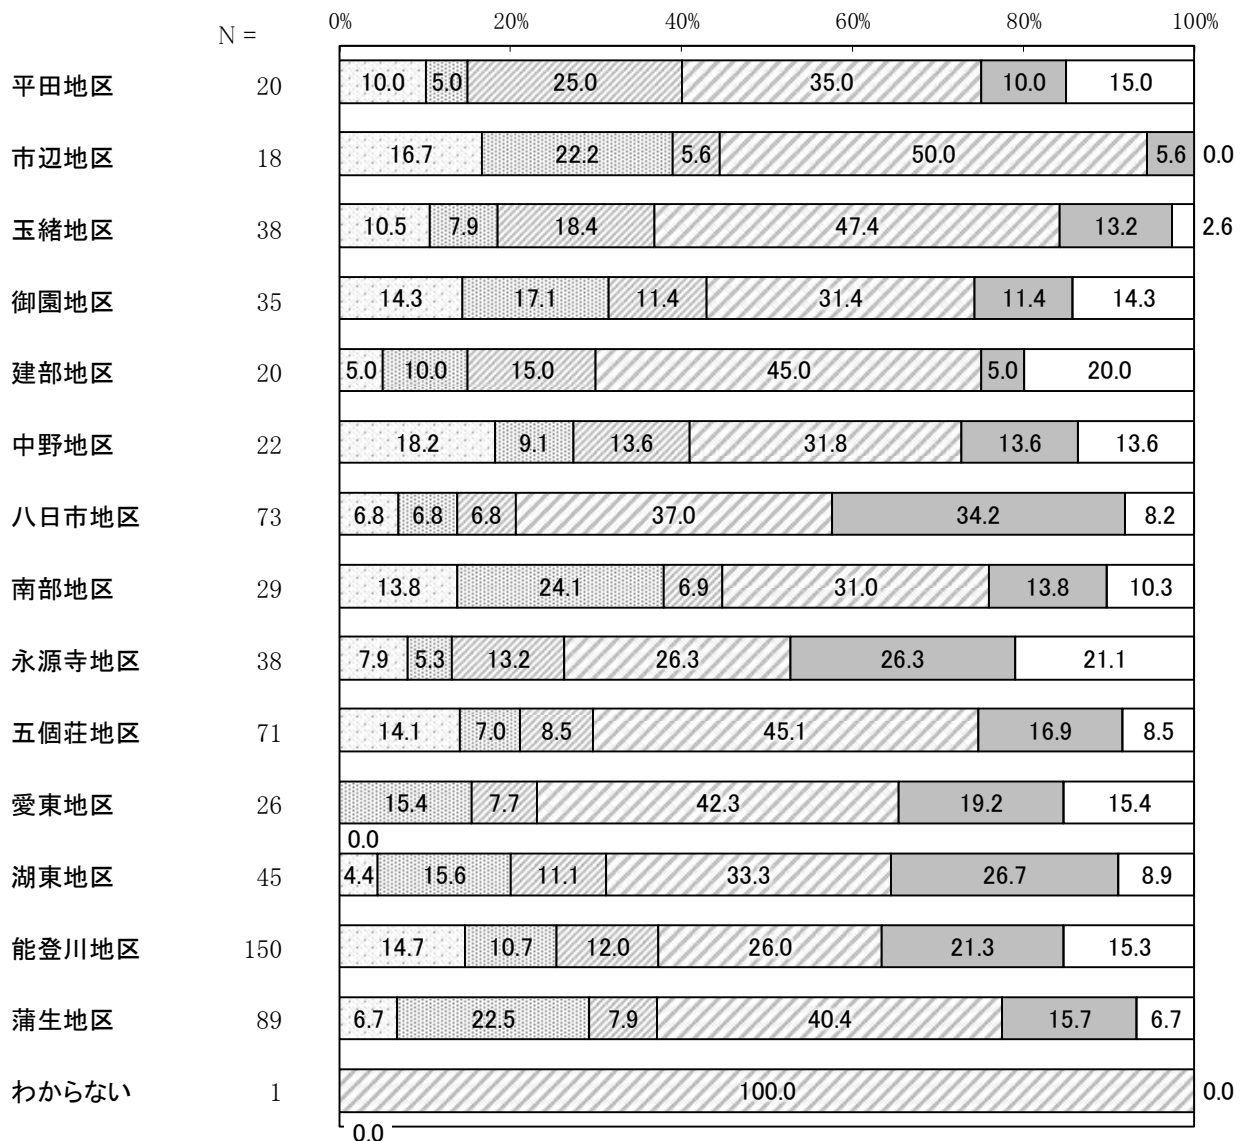 0% 20% 40% 60% 80% 100%
N =
平田地区 20 10.0 5.0 25.0 35.0 10.0 15.0
市辺地区 18 16.7 22.2 5.6 50.0 5.6 0.0
玉緒地区 38 10.5 7.9 18.4 47.4 13.2 2.6
御園地区 35 14.3 17.1 11.4 31.4 11.4 14.3
建部地区 20 5.0 10.0 15.0 45.0 5.0 20.0
中野地区 22 18.2 9.1 13.6 31.8 13.6 13.6
八日市地区 73 6.8 6.8 6.8 37.0 34.2 8.2
南部地区 29 13.8 24.1 6.9 31.0 13.8 10.3
永源寺地区 38 7.9 5.3 13.2 26.3 26.3 21.1
五個荘地区 71 14.1 7.0 8.5 45.1 16.9 8.5
愛東地区 26 15.4 7.7 42.3 19.2 15.4
0.0
湖東地区 45 4.4 15.6 11.1 33.3 26.7 8.9
能登川地区 150 14.7 10.7 12.0 26.0 21.3 15.3
蒲生地区 89 6.7 22.5 7.9 40.4 15.7 6.7
わからない 1 100.0 0.0
0.0